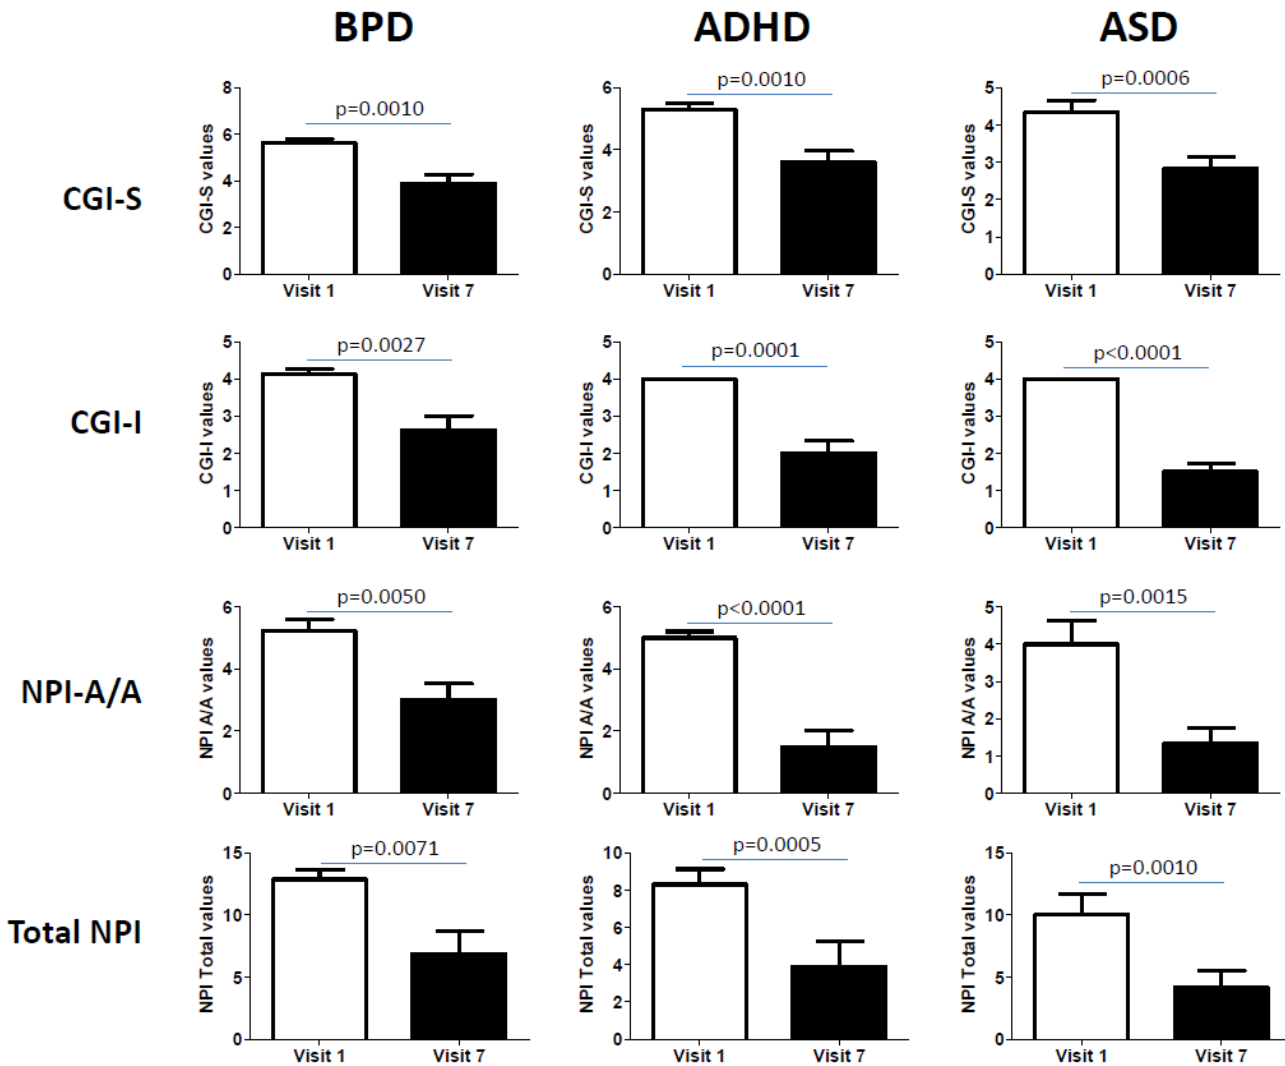 BPD ADHD ASD
CGI-S
CGI-S values
8
6
4
2
0
p=0.0010
Visit 1 Visit 7
CGI-S values
6
4
2
0
p=0.0010
Visit 1 Visit 7
CGI-S values
5
4
3
2
1
0
p=0.0006
Visit 1 Visit 7
CGI-I
CGI-I values
5
4
3
2
1
0
p=0.0027
Visit 1 Visit 7
CGI-I values
5
4
3
2
1
0
p=0.0001
Visit 1 Visit 7
CGI-I values
5
4
3
2
1
0
p<0.0001
Visit 1 Visit 7
NPI-A/A
NPI A/A values
6
4
2
0
p=0.0050
Visit 1 Visit 7
NPI A/A values
6
4
2
0
p<0.0001
Visit 1 Visit 7
NPI A/A values
5
4
3
2
1
0
p=0.0015
Visit 1 Visit 7
Total NPI
NPI Total values
15
10
5
0
p=0.0071
Visit 1 Visit 7
NPI Total values
10
8
6
4
2
0
p=0.0005
Visit 1 Visit 7
NPI Total values
15
10
5
0
p=0.0010
Visit 1 Visit 7